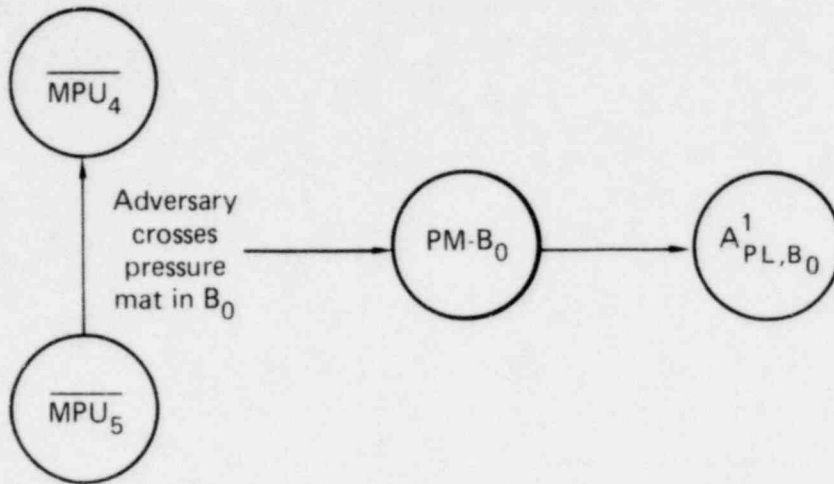 MPU4
Adversary
crosses
pressure
mat in B0
PM-B0
A1PL,B0
MPU5